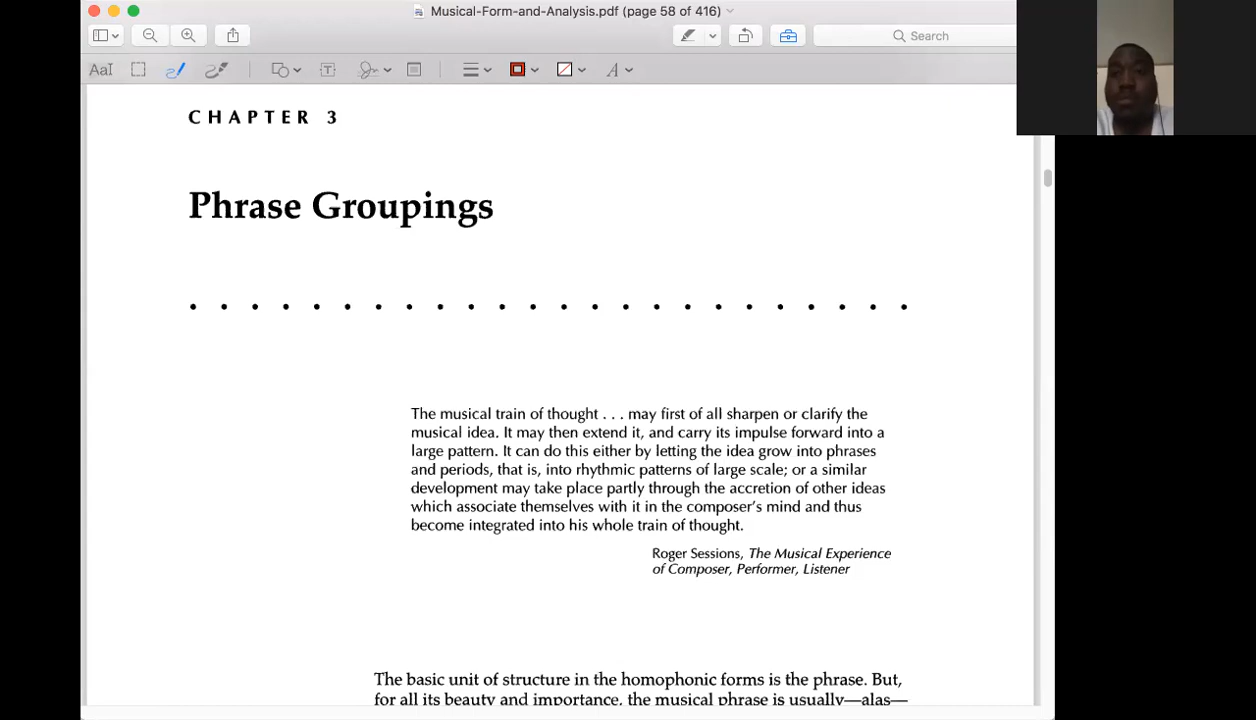 Musical-Form-and-Analysis.pdf (page 58 of 416)
Search
AaI
T
A
CHAPTER 3
Phrase Groupings
The musical train of thought . . . may first of all sharpen or clarify the
musical idea. It may then extend it, and carry its impulse forward into a
large pattern. It can do this either by letting the idea grow into phrases
and periods, that is, into rhythmic patterns of large scale; or a similar
development may take place partly through the accretion of other ideas
which associate themselves with it in the composer's mind and thus
become integrated into his whole train of thought.
Roger Sessions, The Musical Experience
of Composer, Performer, Listener
The basic unit of structure in the homophonic forms is the phrase. But,
for all its beauty and importance, the musical phrase is usually—alas—